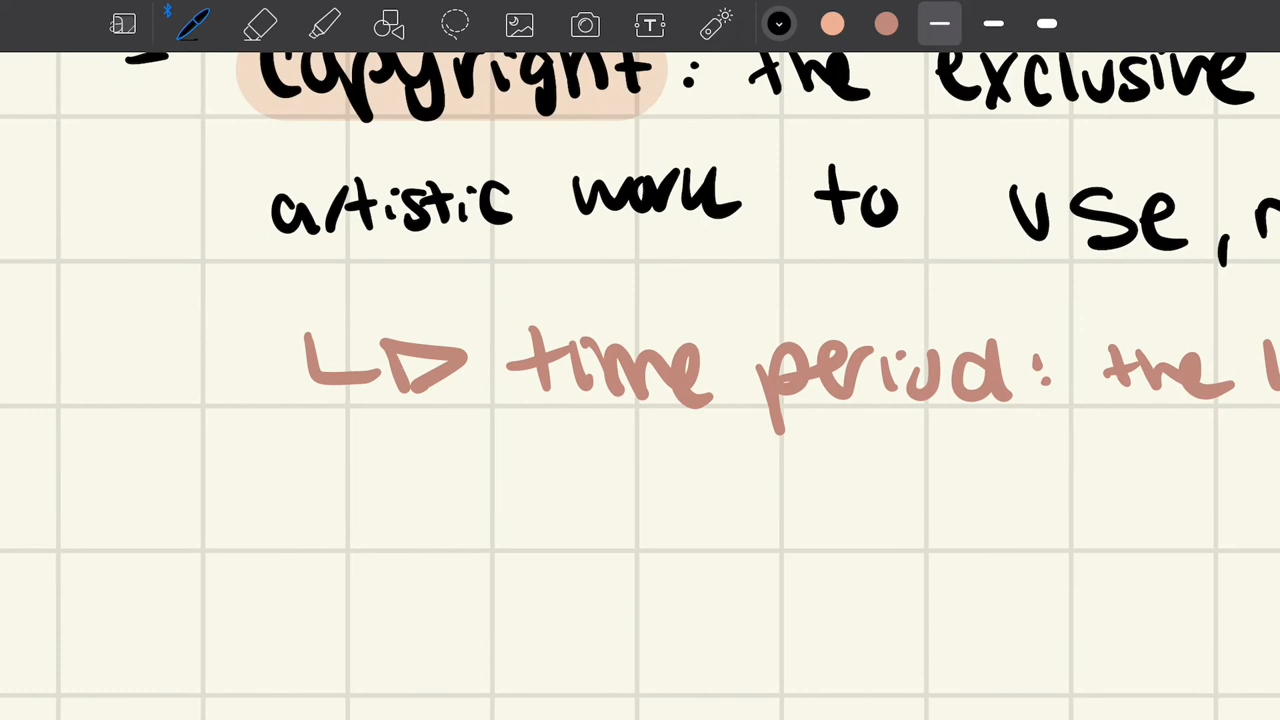 - copyright: the exclusive
artistic work to use,
↳ time period: the